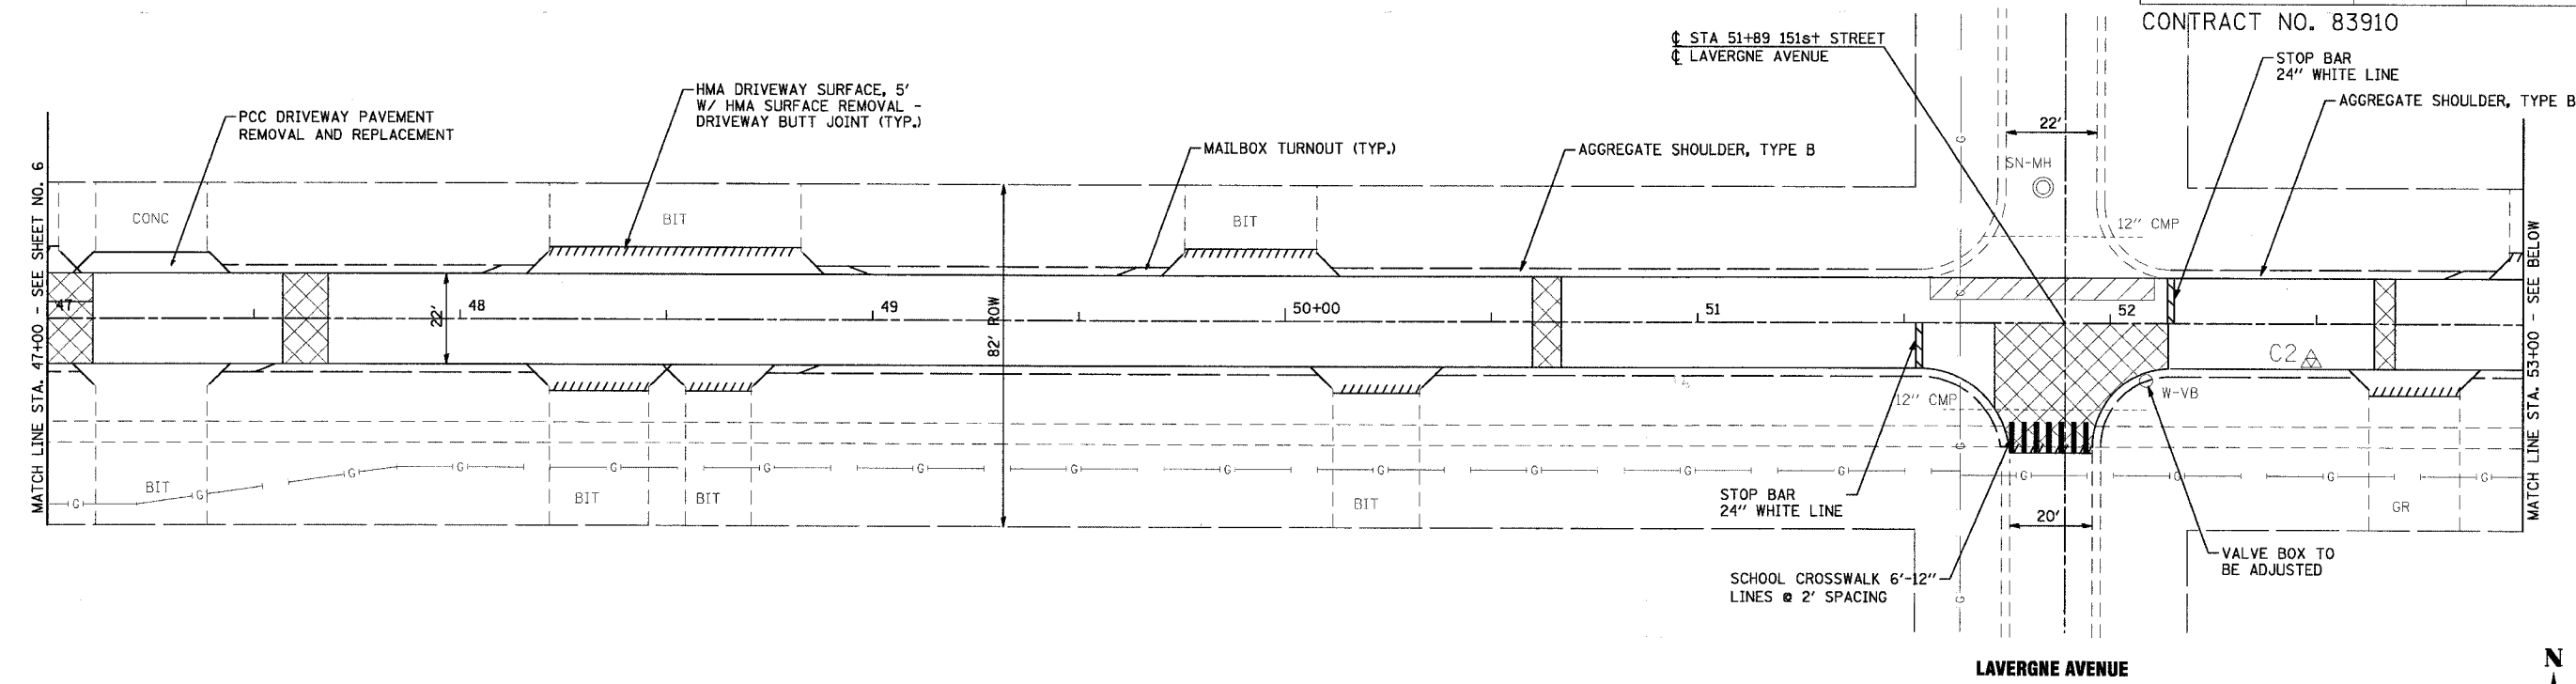 CONTRACT NO. 83910
℄ STA 51+89 151st STREET
℄ LAVERGNE AVENUE
STOP BAR
24" WHITE LINE
AGGREGATE SHOULDER, TYPE B
HMA DRIVEWAY SURFACE, 5'
W/ HMA SURFACE REMOVAL -
DRIVEWAY BUTT JOINT (TYP.)
PCC DRIVEWAY PAVEMENT
REMOVAL AND REPLACEMENT
MAILBOX TURNOUT (TYP.)
AGGREGATE SHOULDER, TYPE B
22'
SN-MH
G
CONC
BIT
BIT
12" CMP
MATCH LINE STA. 47+00 - SEE SHEET NO. 6
MATCH LINE STA. 53+00 - SEE BELOW
47
48
49
50+00
51
52
22'
82' ROW
G
C2
12" CMP
W-VB
G
G G G G G G G G G G G G G G G G
BIT
BIT
BIT
BIT
GR
STOP BAR
24" WHITE LINE
20'
VALVE BOX TO
BE ADJUSTED
SCHOOL CROSSWALK 6'-12"
LINES @ 2' SPACING
G
LAVERGNE AVENUE
N